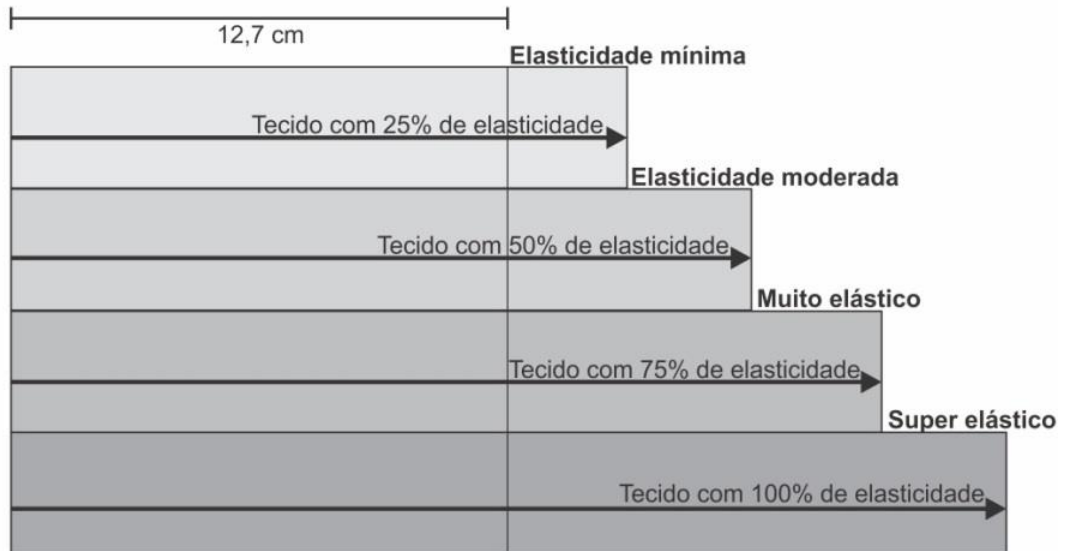 12,7 cm
Elasticidade mínima
Tecido com 25% de elasticidade
Elasticidade moderada
Tecido com 50% de elasticidade
Muito elástico
Tecido com 75% de elasticidade
Super elástico
Tecido com 100% de elasticidade